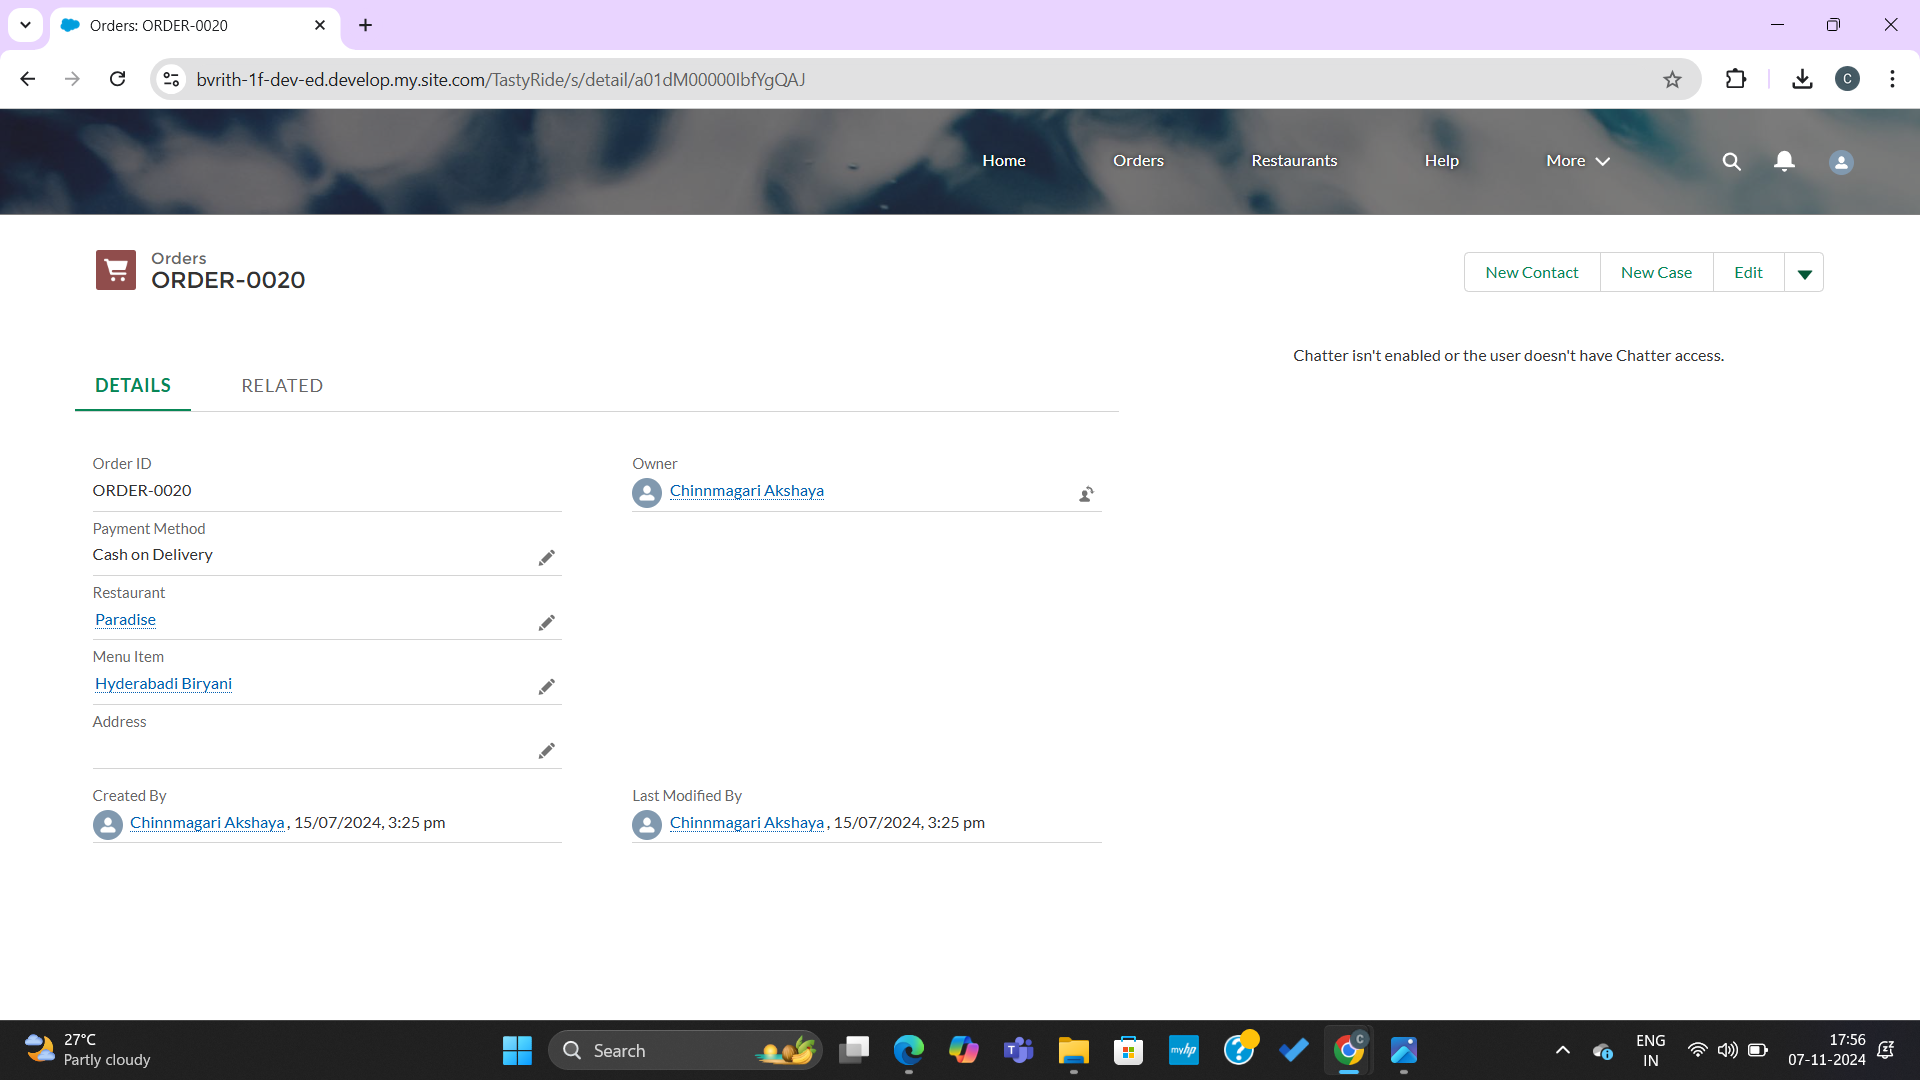 Orders: ORDER-0020
bvrith-1f-dev-ed.develop.my.site.com/TastyRide/s/detail/a01dM00000IbfYgQAJ
C
Home Orders Restaurants Help More
Orders
ORDER-0020
New Contact New Case Edit
Chatter isn't enabled or the user doesn't have Chatter access.
DETAILS RELATED
Order ID
ORDER-0020
Owner
Chinnmagari Akshaya
Payment Method
Cash on Delivery
Restaurant
Paradise
Menu Item
Hyderabadi Biryani
Address
Created By
Chinnmagari Akshaya, 15/07/2024, 3:25 pm
Last Modified By
Chinnmagari Akshaya, 15/07/2024, 3:25 pm
27°C
Partly cloudy
Search
myhp
C
ENG
IN
17:56
07-11-2024